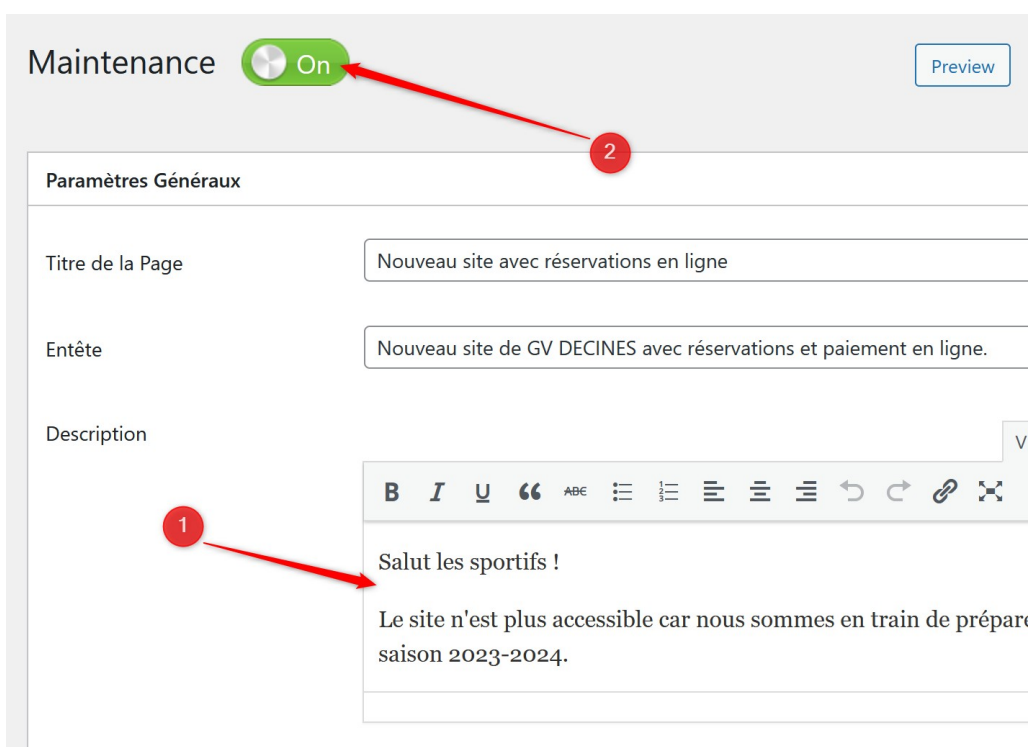 Maintenance On Preview
2
Paramètres Généraux
Titre de la Page Nouveau site avec réservations en ligne
Entête Nouveau site de GV DECINES avec réservations et paiement en ligne.
Description
V
B I U ABC
1
Salut les sportifs !
Le site n'est plus accessible car nous sommes en train de prépare
saison 2023-2024.